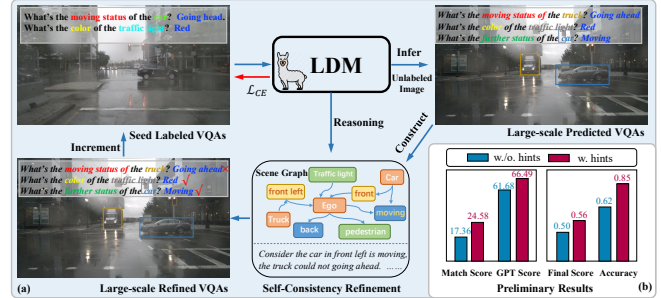 What's the moving status of the car? Going head.
What's the color of the traffic light? Red
Seed Labeled VQAs
LDM
L_CE
Infer
Unlabeled
Image
What's the moving status of the truck? Going ahead
What's the color of the traffic light? Red
What's the further status of the car? Moving
Large-scale Predicted VQAs
Increment
Reasoning
Construct
What's the moving status of the truck? Going ahead×
What's the color of the traffic light? Red √
What's the further status of the car? Moving √
Large-scale Refined VQAs
(a)
Scene Graph
Traffic light
Car
front left
front
Ego
Truck
moving
back
pedestrian
Consider the car in front left is moving,
the truck could not going ahead. ……
Self-Consistency Refinement
w./o. hints
w. hints
17.36
24.58
61.68
66.49
0.50
0.56
0.62
0.85
Match Score
GPT Score
Final Score
Accuracy
Preliminary Results
(b)